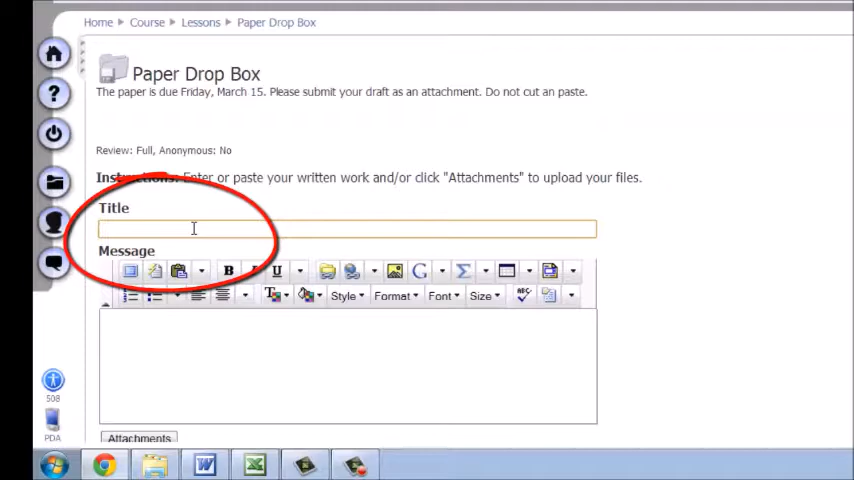 Home Course Lessons Paper Drop Box
Paper Drop Box
The paper is due Friday, March 15. Please submit your draft as an attachment. Do not cut an paste.
Review: Full, Anonymous: No
Instructions: Enter or paste your written work and/or click "Attachments" to upload your files.
Title
Message
B U G Σ
Style Format Font Size ABC
Attachments
508
PDA